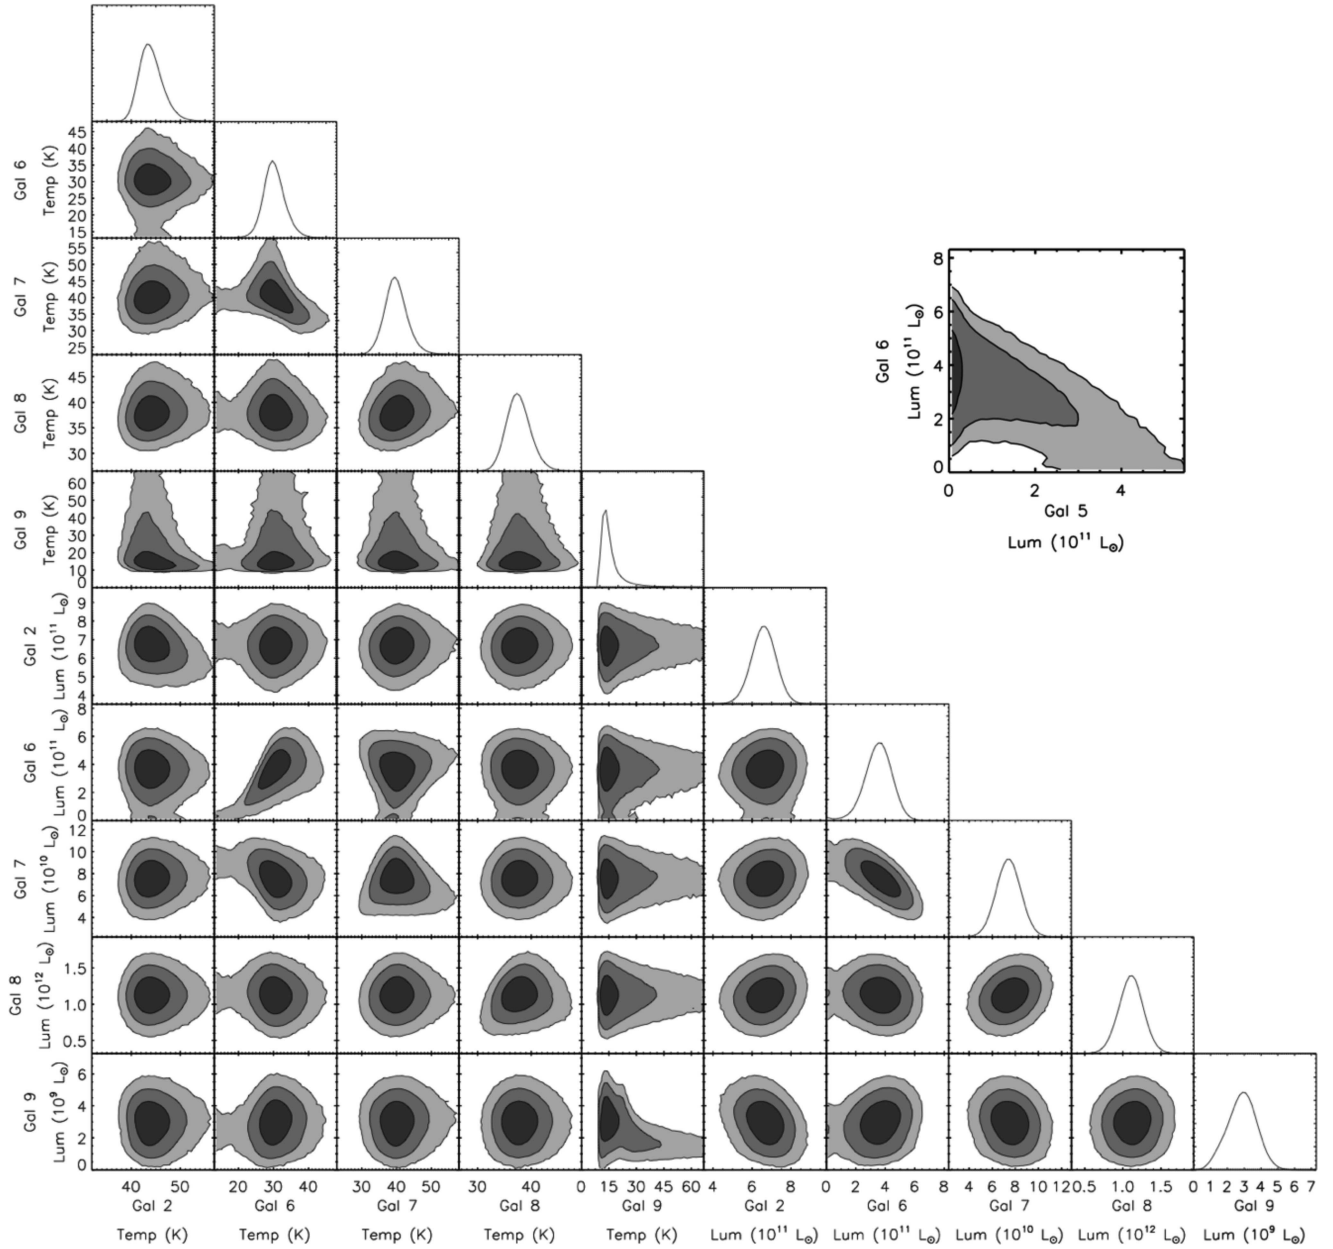 Gal 6
Temp (K)
45
40
35
30
25
20
15
Gal 7
Temp (K)
55
50
45
40
35
30
25
Gal 8
Temp (K)
45
40
35
30
Gal 9
Temp (K)
60
40
20
10
0
Gal 2
Lum (10¹¹ L⊙)
9
8
7
6
5
4
Gal 6
Lum (10¹¹ L⊙)
8
6
4
2
0
Gal 7
Lum (10¹⁰ L⊙)
12
10
8
6
4
Gal 8
Lum (10¹² L⊙)
1.5
1.0
0.5
Gal 9
Lum (10⁹ L⊙)
6
4
2
0
40 50 20 30 40 30 40 50 30 40 0 15 30 45 60 4 6 8 0 2 4 6 8 4 6 8 10 12 0.5 1.0 1.5 0 1 2 3 4 5 6 7
Gal 2 Gal 6 Gal 7 Gal 8 Gal 9 Gal 2 Gal 6 Gal 7 Gal 8 Gal 9
Temp (K) Temp (K) Temp (K) Temp (K) Temp (K) Lum (10¹¹ L⊙) Lum (10¹¹ L⊙) Lum (10¹⁰ L⊙) Lum (10¹² L⊙) Lum (10⁹ L⊙)
Gal 6
Lum (10¹¹ L⊙)
8
6
4
2
0
0 2 4
Gal 5
Lum (10¹¹ L⊙)